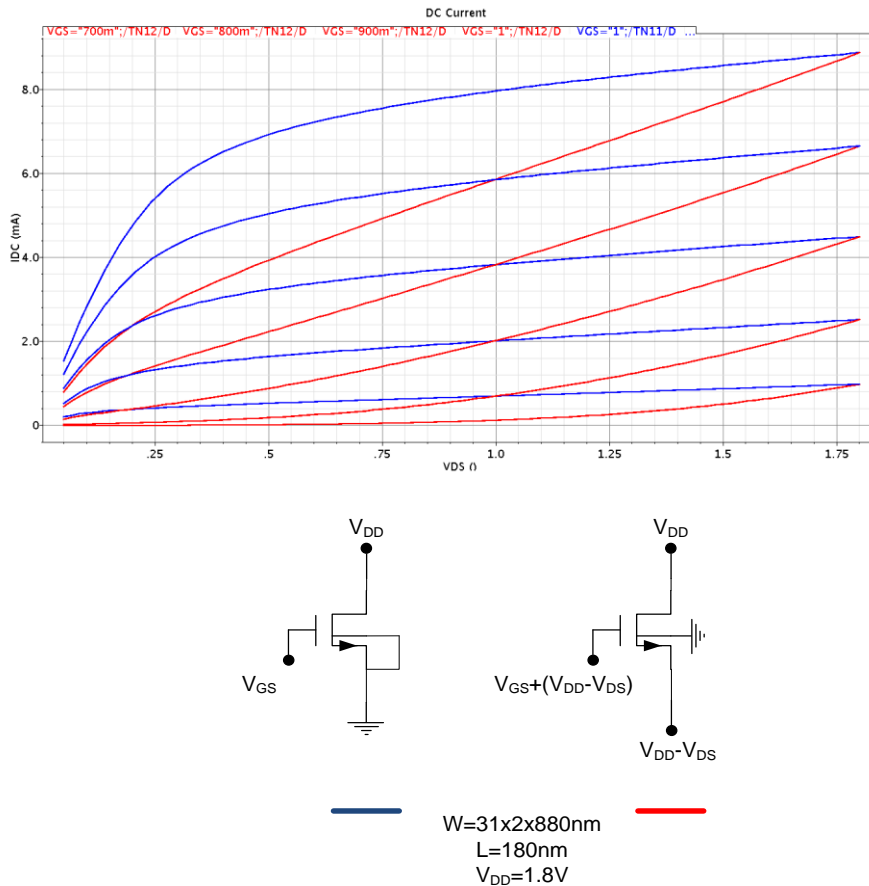 DC Current
VGS="700m";/TN12/D VGS="800m";/TN12/D VGS="900m";/TN12/D VGS="1";/TN12/D VGS="1";/TN11/D ...
8.0
6.0
4.0
2.0
0
IDC (mA)
.25 .5 .75 1.0 1.25 1.5 1.75
VDS ()
VDD VDD
VGS VGS+(VDD-VDS)
VDD-VDS
W=31x2x880nm
L=180nm
VDD=1.8V